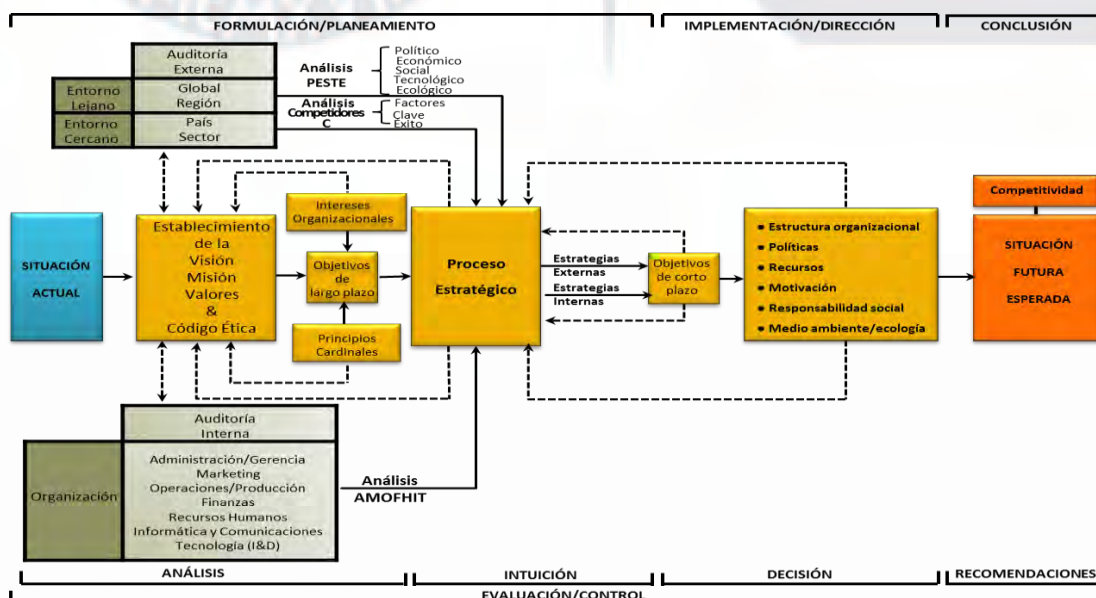 FORMULACIÓN/PLANEAMIENTO
IMPLEMENTACIÓN/DIRECCIÓN
CONCLUSIÓN
Auditoría
Externa
Entorno
Lejano
Global
Región
Entorno
Cercano
País
Sector
Análisis
PESTE
Político
Económico
Social
Tecnológico
Ecológico
Análisis
Competidores
C
Factores
Clave
Éxito
SITUACIÓN
ACTUAL
Establecimiento
de la
Visión
Misión
Valores
&
Código Ética
Intereses
Organizacionales
Objetivos
de
largo plazo
Principios
Cardinales
Proceso
Estratégico
Estrategias
Externas
Estrategias
Internas
Objetivos
de corto
plazo
Estructura organizacional
Políticas
Recursos
Motivación
Responsabilidad social
Medio ambiente/ecología
Competitividad
SITUACIÓN
FUTURA
ESPERADA
Auditoría
Interna
Organización
Administración/Gerencia
Marketing
Operaciones/Producción
Finanzas
Recursos Humanos
Informática y Comunicaciones
Tecnología (I&D)
Análisis
AMOFHIT
ANÁLISIS
INTUICIÓN
DECISIÓN
RECOMENDACIONES
EVALUACIÓN/CONTROL